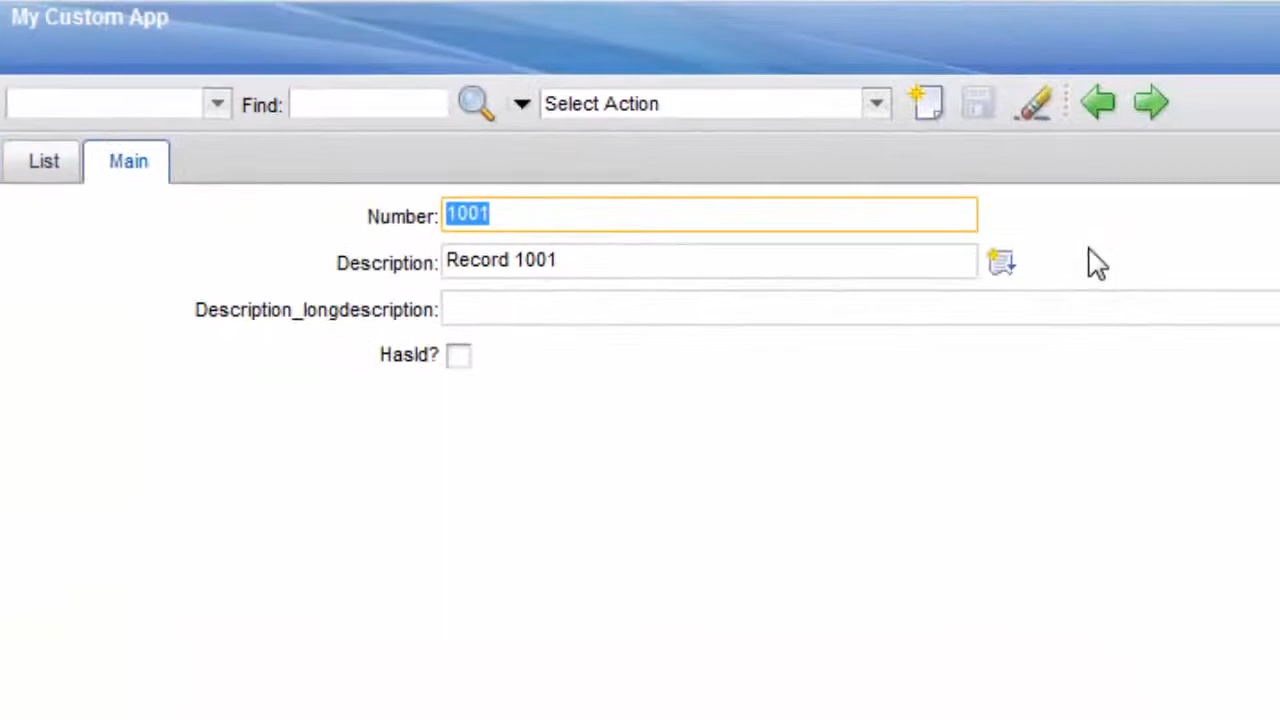 My Custom App
Find: Select Action
List Main
Number: 1001
Description: Record 1001
Description_longdescription:
HasId?